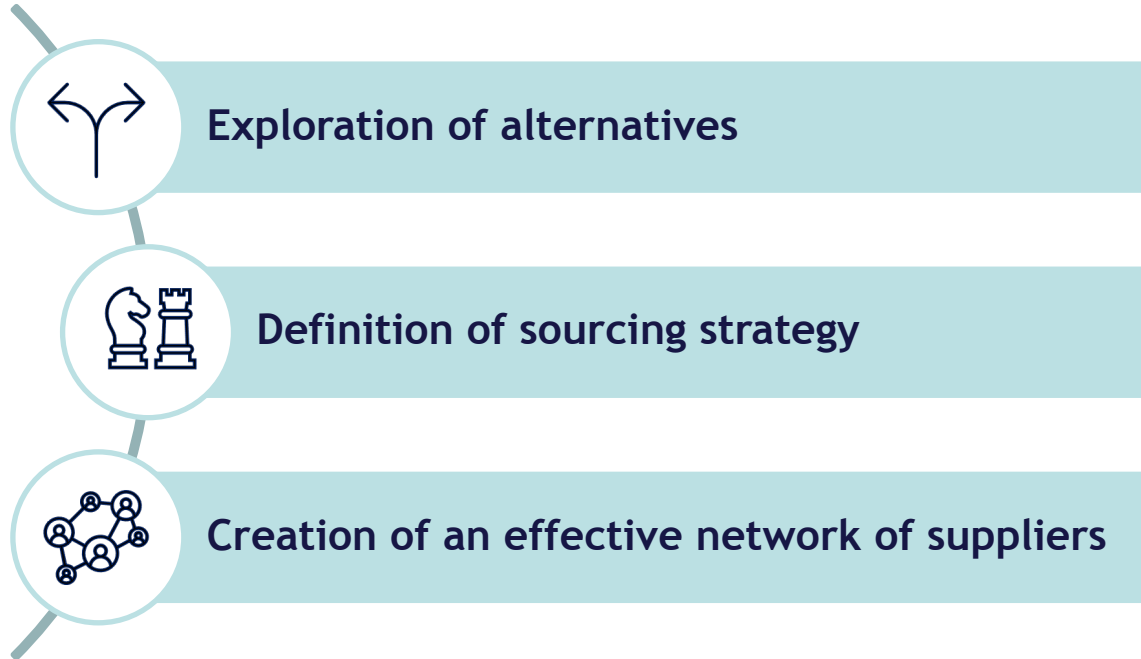 Exploration of alternatives
Definition of sourcing strategy
Creation of an effective network of suppliers